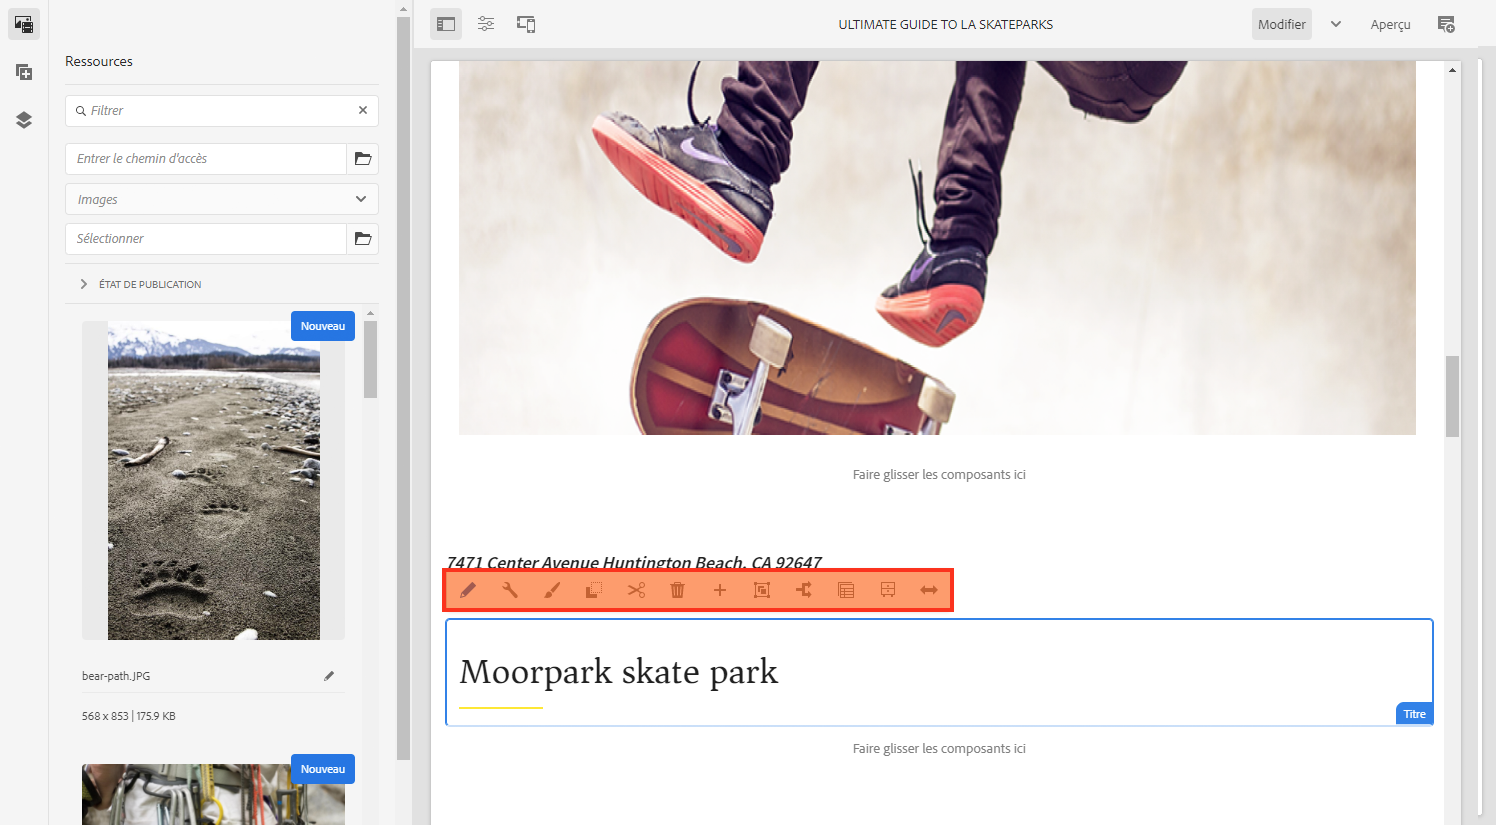 ULTIMATE GUIDE TO LA SKATEPARKS
Modifier
Aperçu
Ressources
Filtrer
Entrer le chemin d'accès
Images
Sélectionner
ÉTAT DE PUBLICATION
Nouveau
bear-path.JPG
568 x 853 | 175.9 KB
Nouveau
Faire glisser les composants ici
7471 Center Avenue Huntington Beach, CA 92647
Moorpark skate park
Titre
Faire glisser les composants ici